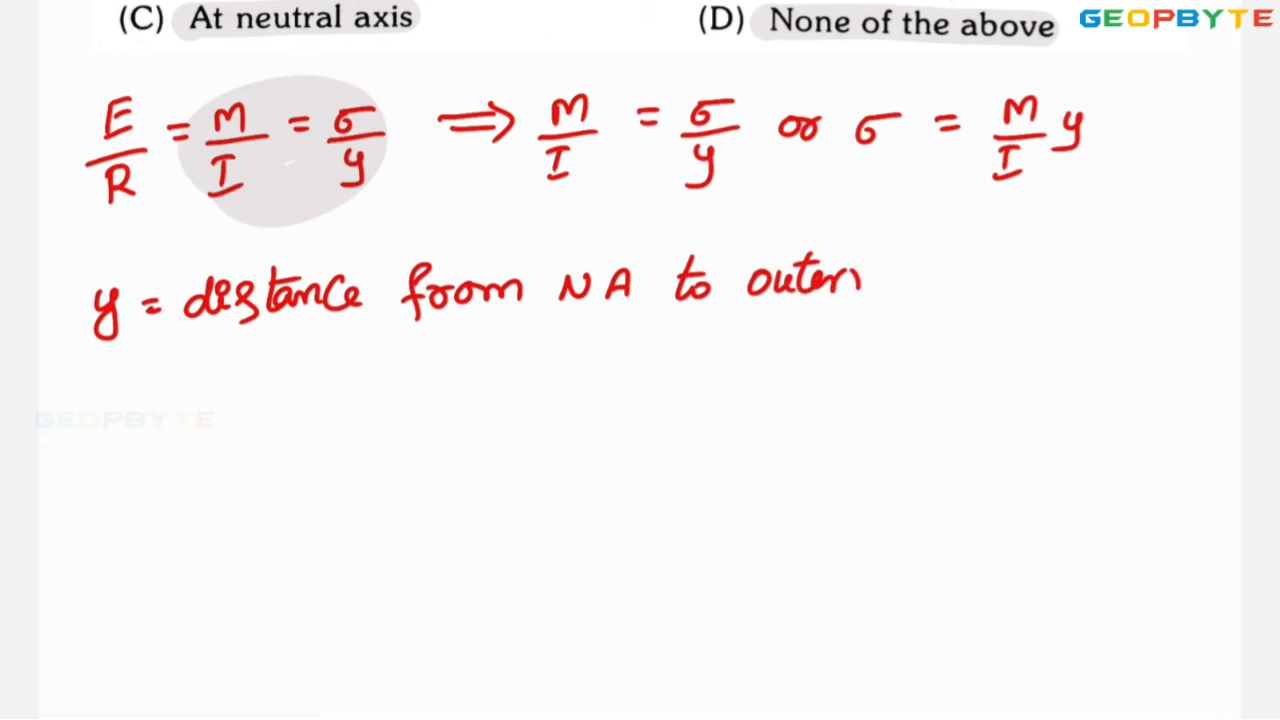 GEOPBYTE
(C) At neutral axis (D) None of the above
E/R = M/I = σ/y ⟹ M/I = σ/y or σ = M/I y
y = distance from NA to outer
GEOPBYTE